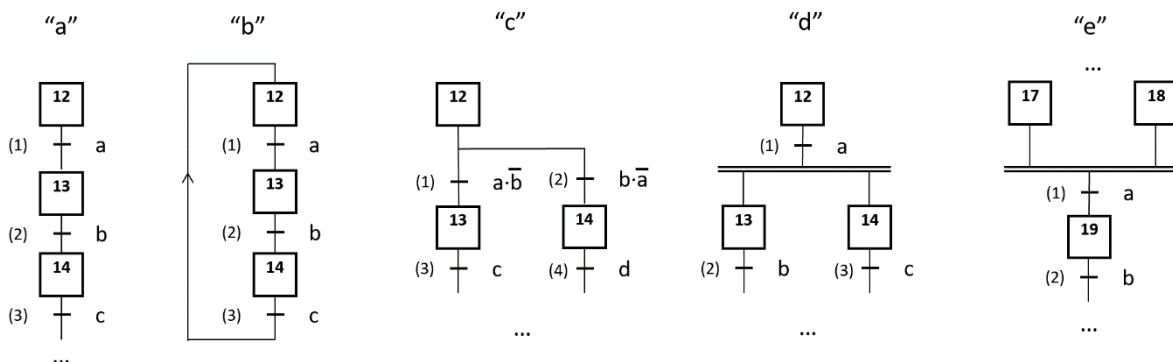 “a”
12
(1) a
13
(2) b
14
(3) c
...
“b”
12
(1) a
13
(2) b
14
(3) c
“c”
12
(1) a·b̅ (2) b·a̅
13 14
(3) c (4) d
...
“d”
12
(1) a
13 14
(2) b (3) c
...
“e”
...
17 18
(1) a
19
(2) b
...